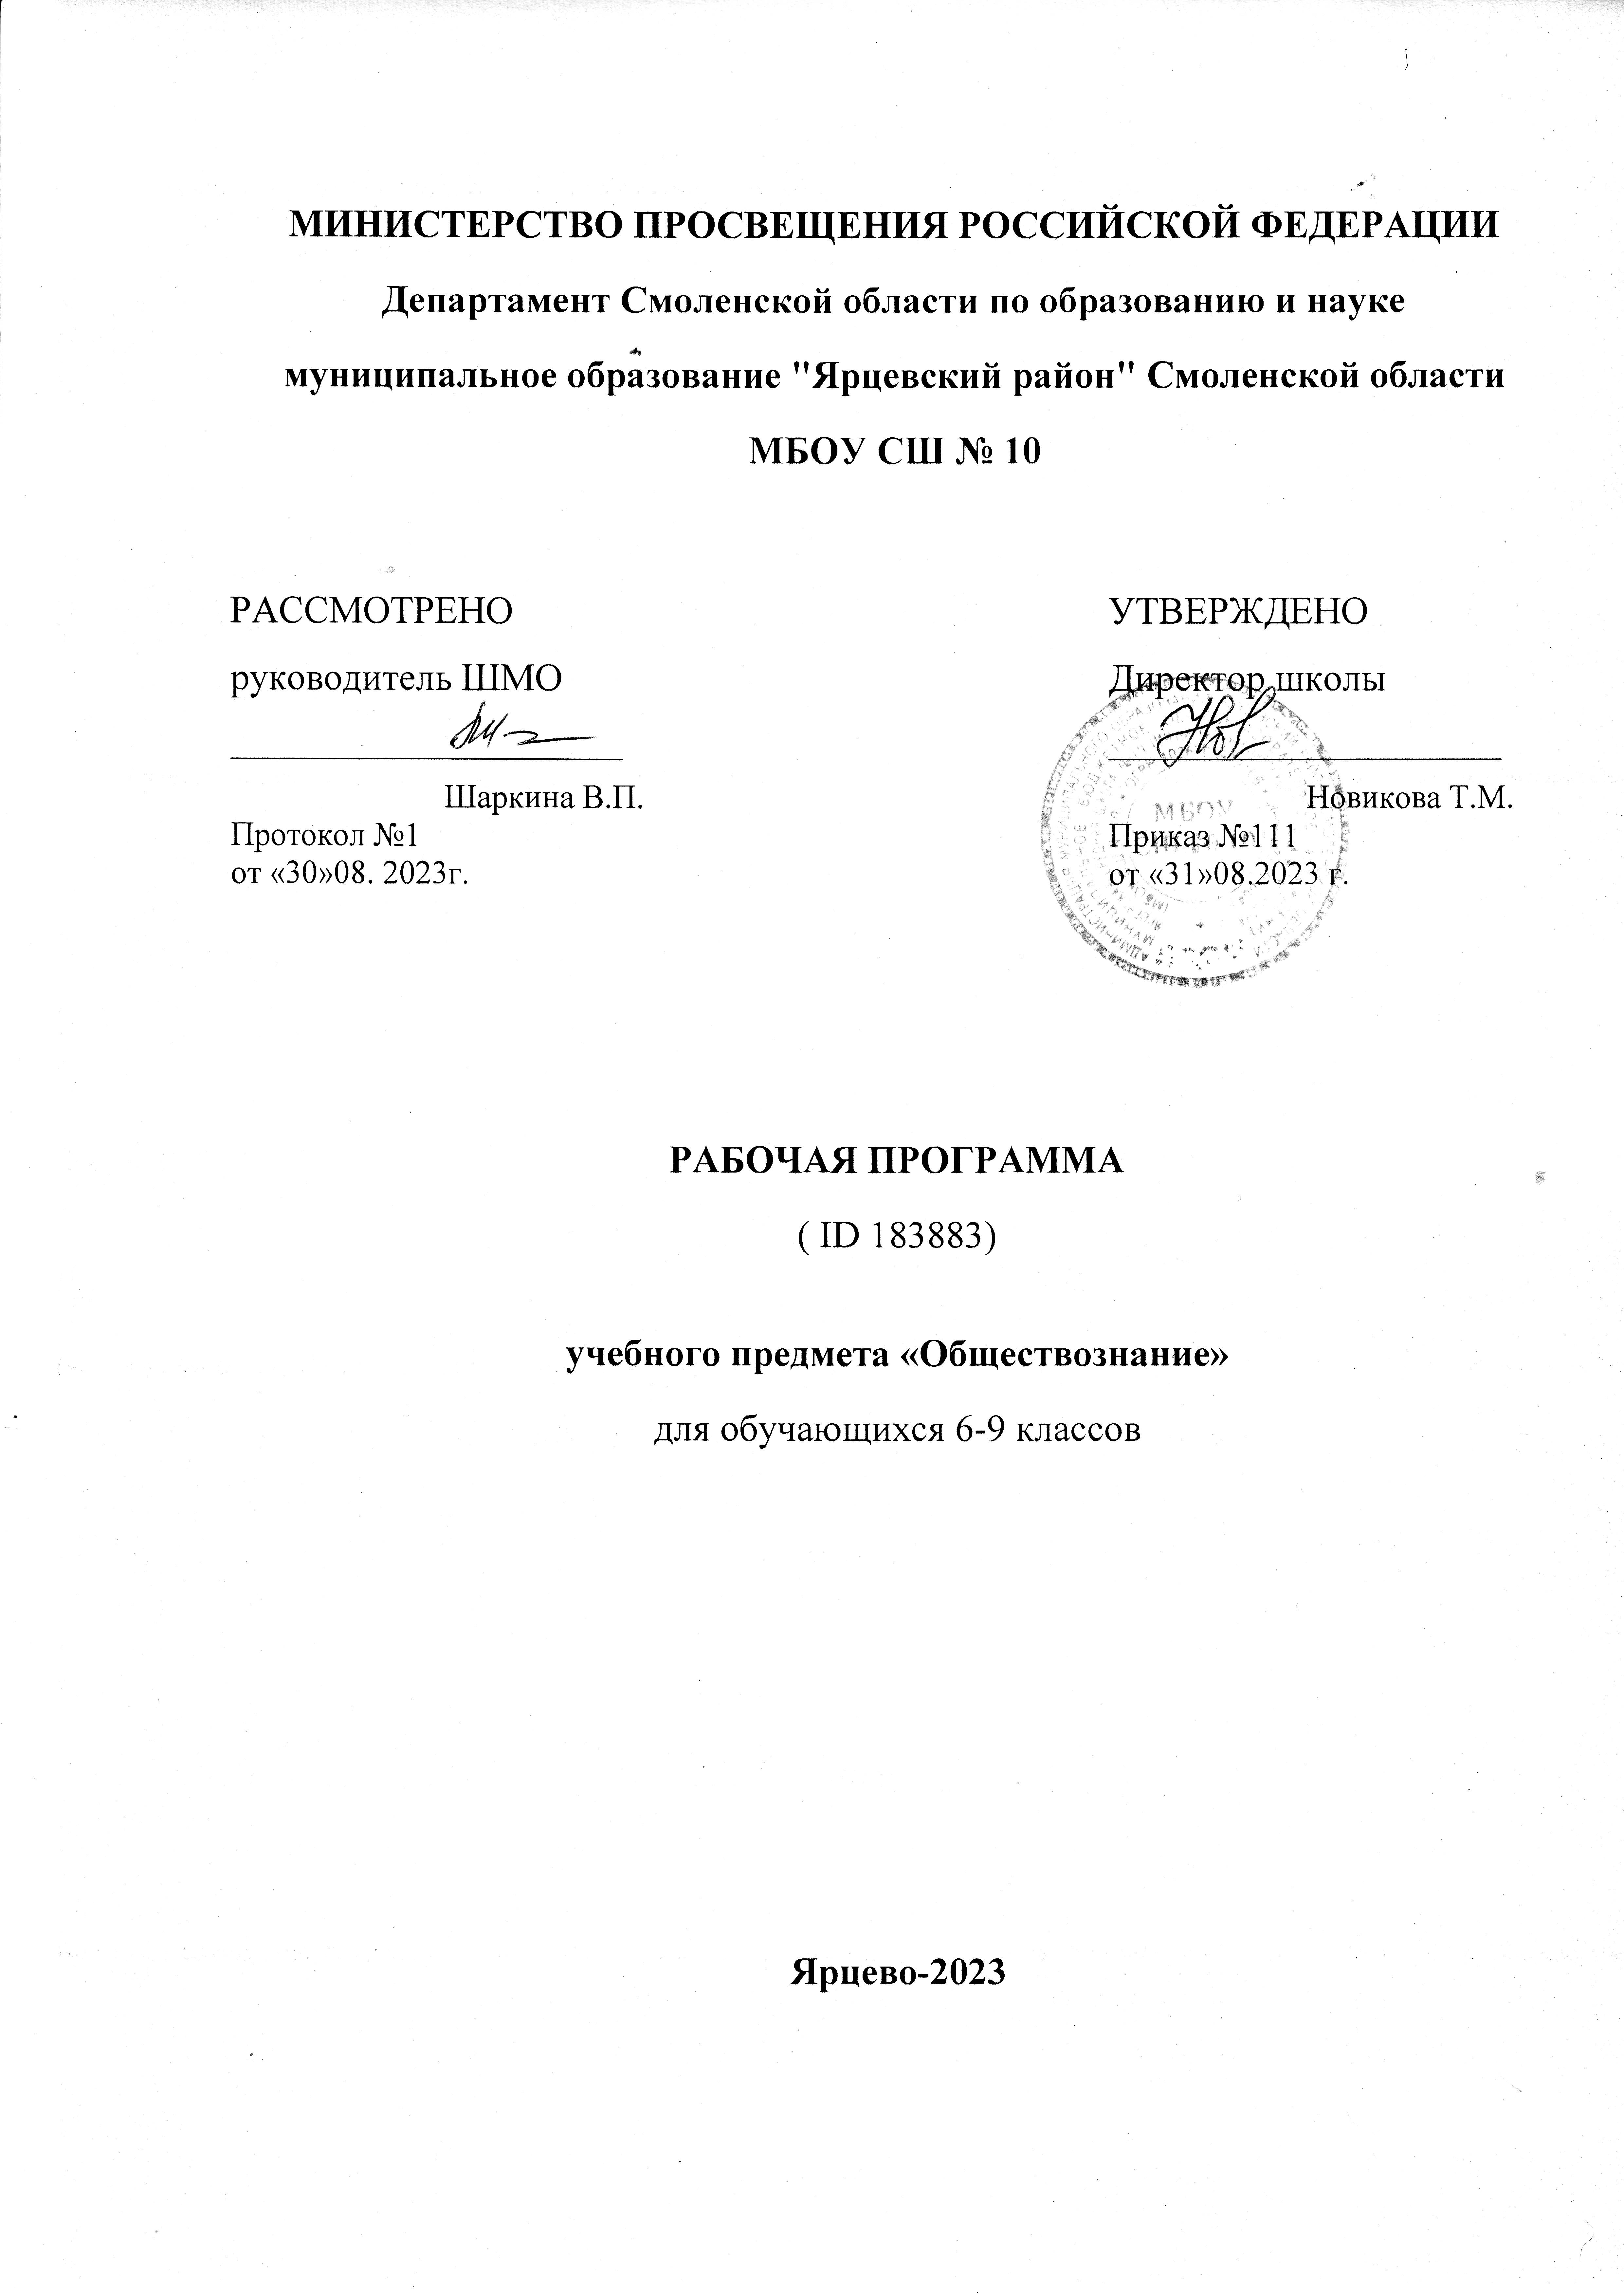 МИНИСТЕРСТВО ПРОСВЕЩЕНИЯ РОССИЙСКОЙ ФЕДЕРАЦИИ
Департамент Смоленской области по образованию и науке
муниципальное образование "Ярцевский район" Смоленской области
МБОУ СШ № 10
РАССМОТРЕНО
руководитель ШМО
Шаркина В.П.
Протокол №1
от «30»08. 2023г.
УТВЕРЖДЕНО
Директор школы
Новикова Т.М.
Приказ №111
от «31»08.2023 г.
МБОУ
РАБОЧАЯ ПРОГРАММА
( ID 183883)
учебного предмета «Обществознание»
для обучающихся 6-9 классов
Ярцево-2023